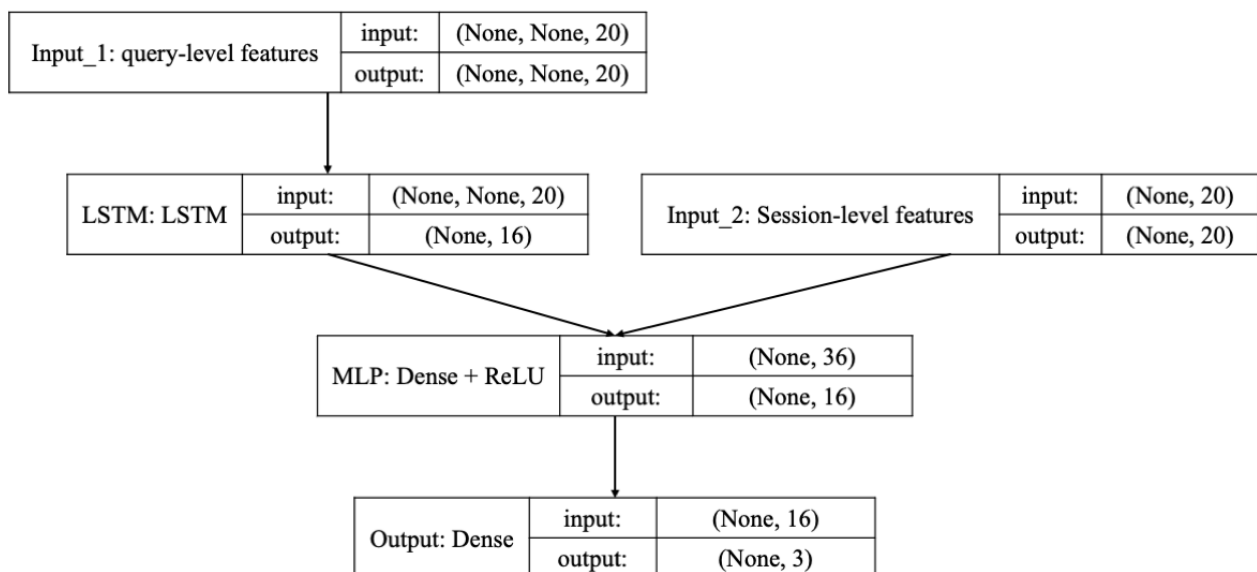 Input_1: query-level features
input:
(None, None, 20)
output:
(None, None, 20)
LSTM: LSTM
input:
(None, None, 20)
output:
(None, 16)
Input_2: Session-level features
input:
(None, 20)
output:
(None, 20)
MLP: Dense + ReLU
input:
(None, 36)
output:
(None, 16)
Output: Dense
input:
(None, 16)
output:
(None, 3)